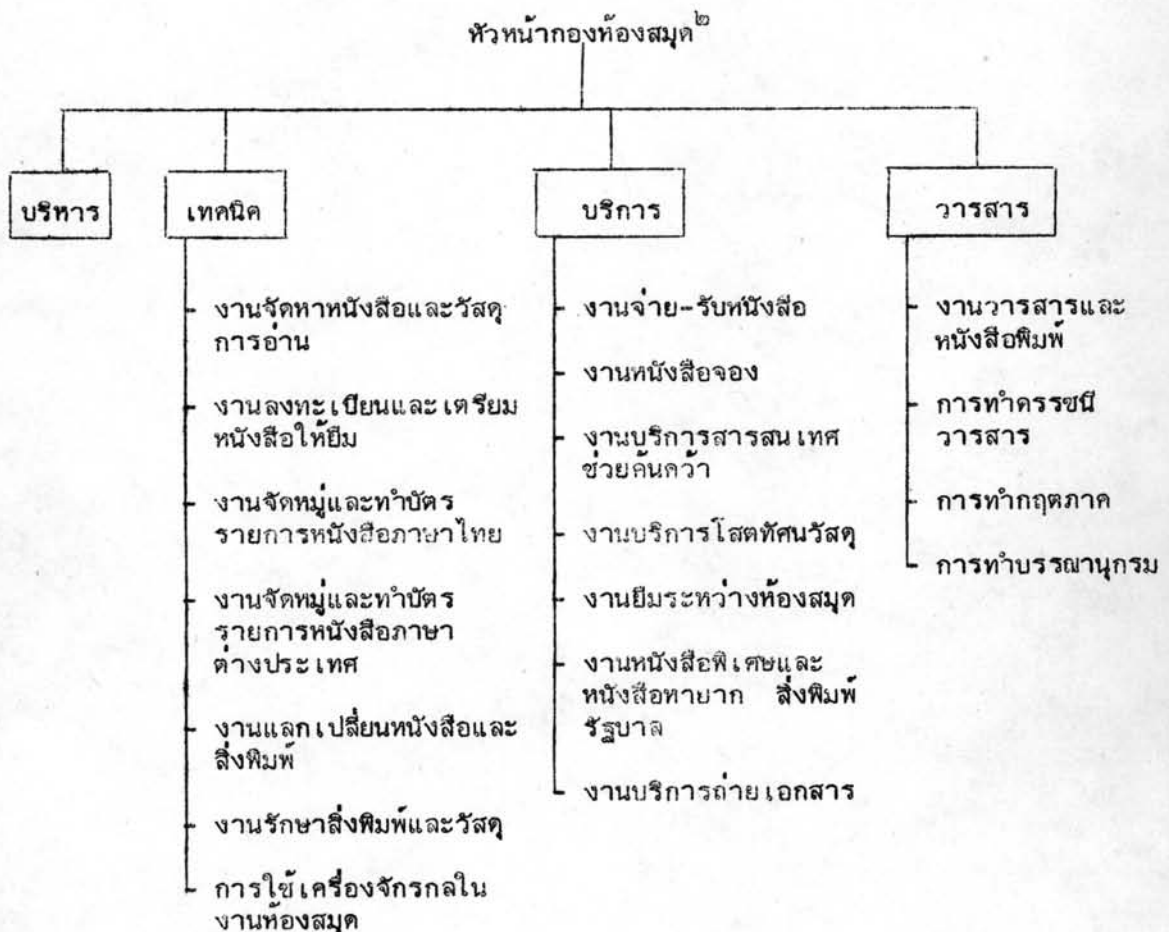 หัวหน้ากองห้องสมุด๒
บริหาร
เทคนิค
งานจัดหาหนังสือและวัสดุ
การอ่าน
งานลงทะเบียนและเตรียม
หนังสือให้ยืม
งานจัดหมู่และทำบัตร
รายการหนังสือภาษาไทย
งานจัดหมู่และทำบัตร
รายการหนังสือภาษา
ต่างประเทศ
งานแลกเปลี่ยนหนังสือและ
สิ่งพิมพ์
งานรักษาสิ่งพิมพ์และวัสดุ
การใช้เครื่องจักรกลใน
งานห้องสมุด
บริการ
งานจ่าย-รับหนังสือ
งานหนังสือจอง
งานบริการสารสนเทศ
ช่วยค้นคว้า
งานบริการโสตทัศนวัสดุ
งานยืมระหว่างห้องสมุด
งานหนังสือพิเศษและ
หนังสือหายาก สิ่งพิมพ์
รัฐบาล
งานบริการถ่ายเอกสาร
วารสาร
งานวารสารและ
หนังสือพิมพ์
การทำดรรชนี
วารสาร
การทำกฤตภาค
การทำบรรณานุกรม